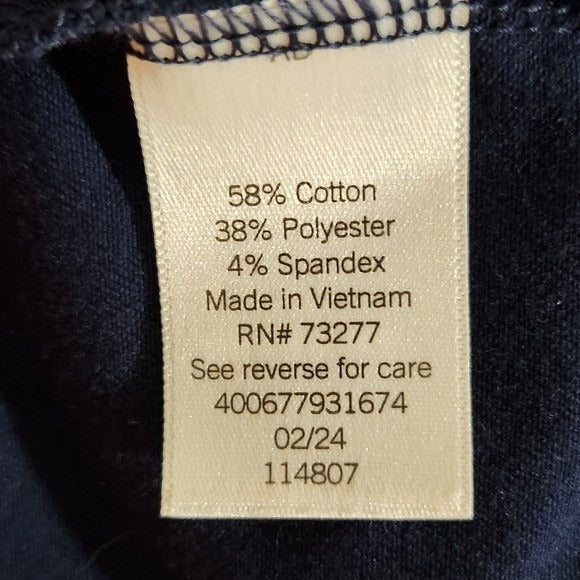 58% Cotton
38% Polyester
4% Spandex
Made in Vietnam
RN# 73277
See reverse for care
400677931674
02/24
114807